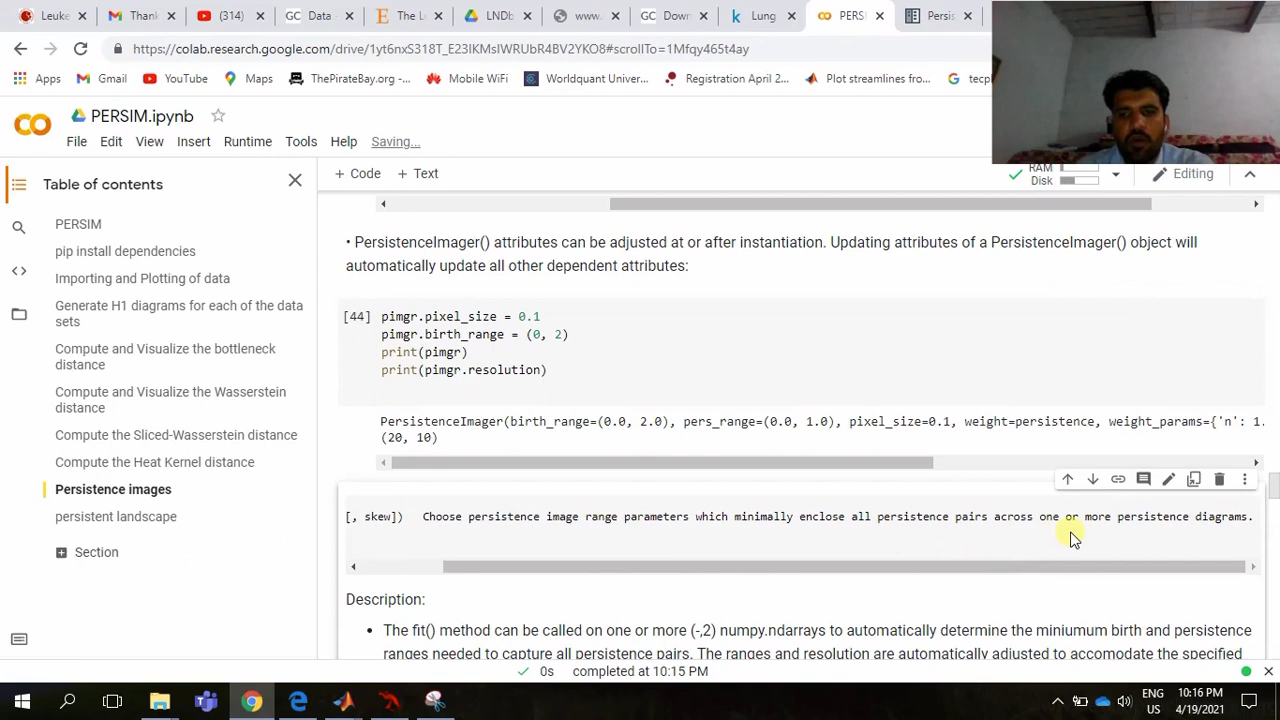 Leuke
Thank
(314)
Data -
The Le
LNDb
www.
Down
Lung
PERS
Persis
https://colab.research.google.com/drive/1yt6nxS318T_E23IKMsIWRUbR4BV2YKO8#scrollTo=1Mfqy465t4ay
Apps
Gmail
YouTube
Maps
ThePirateBay.org -...
Mobile WiFi
Worldquant Univer...
Registration April 2...
Plot streamlines fro...
tecpl
PERSIM.ipynb
File Edit View Insert Runtime Tools Help Saving...
Table of contents
PERSIM
pip install dependencies
Importing and Plotting of data
Generate H1 diagrams for each of the data
sets
Compute and Visualize the bottleneck
distance
Compute and Visualize the Wasserstein
distance
Compute the Sliced-Wasserstein distance
Compute the Heat Kernel distance
Persistence images
persistent landscape
Section
+ Code + Text
RAM
Disk
Editing
• PersistenceImager() attributes can be adjusted at or after instantiation. Updating attributes of a PersistenceImager() object will
automatically update all other dependent attributes:
[44] pimgr.pixel_size = 0.1
pimgr.birth_range = (0, 2)
print(pimgr)
print(pimgr.resolution)
PersistenceImager(birth_range=(0.0, 2.0), pers_range=(0.0, 1.0), pixel_size=0.1, weight=persistence, weight_params={'n': 1.
(20, 10)
[, skew]) Choose persistence image range parameters which minimally enclose all persistence pairs across one or more persistence diagrams.
Description:
• The fit() method can be called on one or more (-,2) numpy.ndarrays to automatically determine the miniumum birth and persistence
ranges needed to capture all persistence pairs. The ranges and resolution are automatically adjusted to accomodate the specified
0s completed at 10:15 PM
ENG
US
10:16 PM
4/19/2021